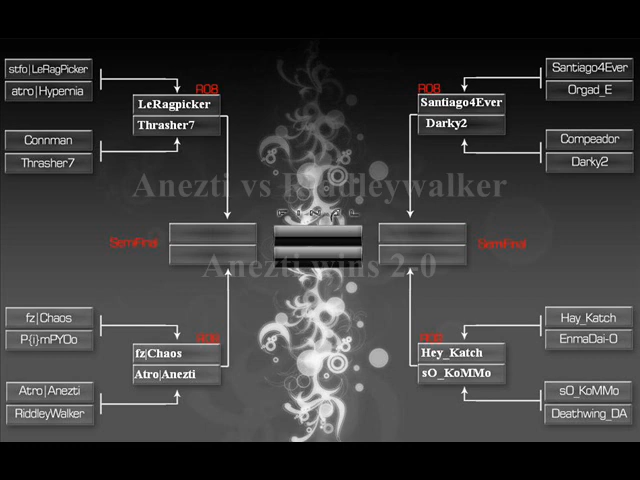 stfo|LeRagPicker
atro|Hypernia
Connman
Thrasher7
RO8
LeRagpicker
Thrasher7
RO8
Santiago4Ever
Darky2
Santiago4Ever
Orgad_E
Compeador
Darky2
Anezti vs Riddleywalker
FINAL
SemiFinal
SemiFinal
Anezti wins 2.0
fz|Chaos
P{i}mPYOo
Atro|Anezti
RiddleyWalker
RO8
fz|Chaos
Atro|Anezti
RO8
Hey_Katch
sO_KoMMo
Hay_Katch
EnmaDai-O
sO_KoMMo
Deathwing_DA